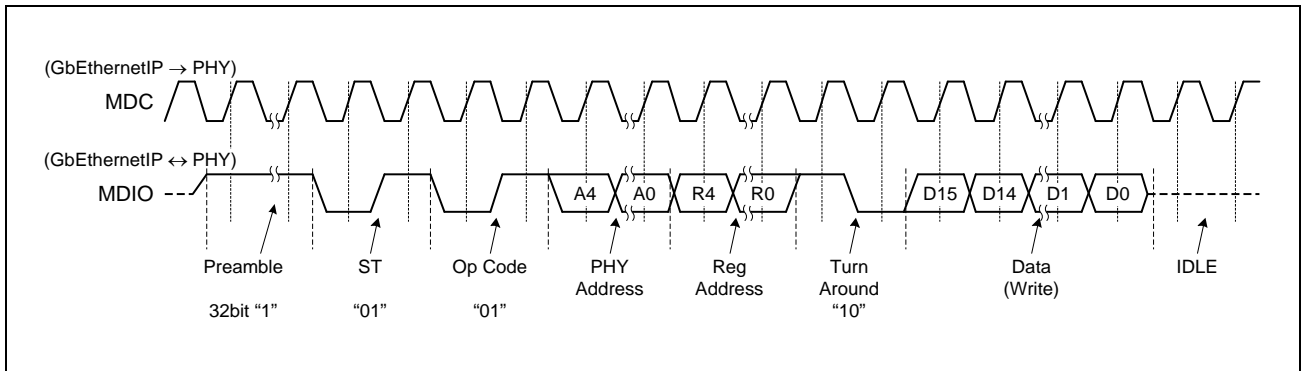 (GbEthernetIP → PHY)
MDC
(GbEthernetIP ↔ PHY)
MDIO
A4 A0 R4 R0 D15 D14 D1 D0
Preamble ST Op Code PHY Reg Turn Data IDLE
Address Address Around (Write)
32bit “1” “01” “01” “10”